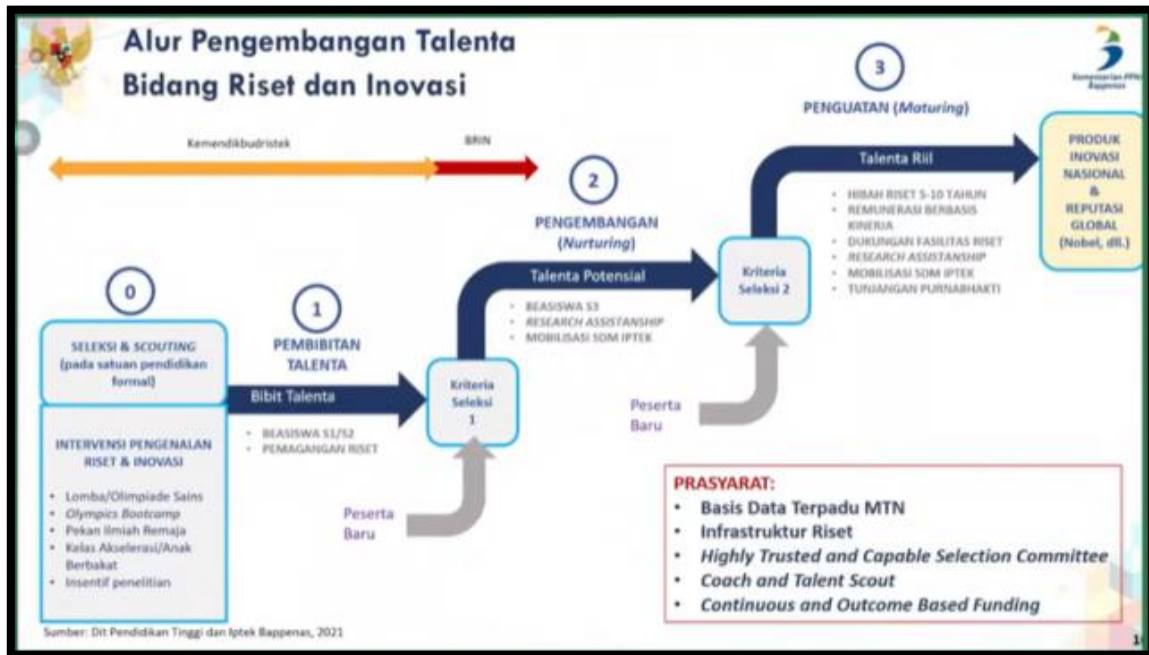 Alur Pengembangan Talenta
Bidang Riset dan Inovasi
Kementerian PPN/
Bappenas
Kemendikbudristek
BRIN
0
SELEKSI & SCOUTING
(pada satuan pendidikan
formal)
INTERVENSI PENGENALAN
RISET & INOVASI
• Lomba/Olimpiade Sains
• Olympics Bootcamp
• Pekan Ilmiah Remaja
• Kelas Akselerasi/Anak
Berbakat
• Insentif penelitian
1
PEMBIBITAN
TALENTA
Bibit Talenta
• BEASISWA S1/S2
• PEMAGANGAN RISET
Kriteria
Seleksi
1
Peserta
Baru
2
PENGEMBANGAN
(Nurturing)
Talenta Potensial
• BEASISWA S3
• RESEARCH ASSISTANSHIP
• MOBILISASI SDM IPTEK
Kriteria
Seleksi 2
Peserta
Baru
3
PENGUATAN (Maturing)
Talenta Riil
• HIBAH RISET 5-10 TAHUN
• REMUNERASI BERBASIS
KINERJA
• DUKUNGAN FASILITAS RISET
• RESEARCH ASSISTANSHIP
• MOBILISASI SDM IPTEK
• TUNJANGAN PURNABHAKTI
PRODUK
INOVASI
NASIONAL
&
REPUTASI
GLOBAL
(Nobel, dll.)
PRASYARAT:
• Basis Data Terpadu MTN
• Infrastruktur Riset
• Highly Trusted and Capable Selection Committee
• Coach and Talent Scout
• Continuous and Outcome Based Funding
Sumber: Dit Pendidikan Tinggi dan Iptek Bappenas, 2021